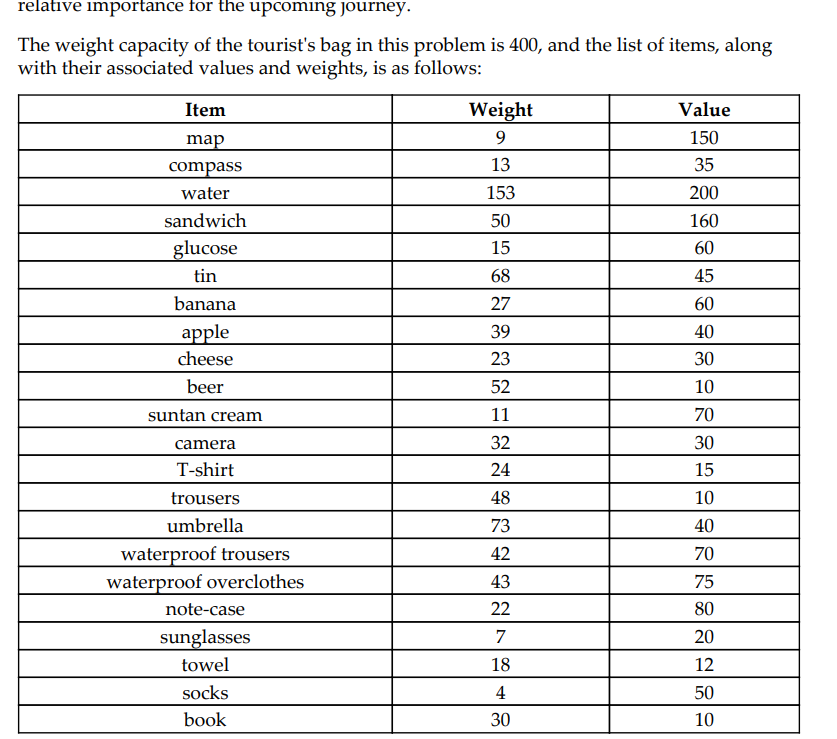 relative importance for the upcoming journey.
The weight capacity of the tourist's bag in this problem is 400, and the list of items, along
with their associated values and weights, is as follows:
Item Weight Value
map 9 150
compass 13 35
water 153 200
sandwich 50 160
glucose 15 60
tin 68 45
banana 27 60
apple 39 40
cheese 23 30
beer 52 10
suntan cream 11 70
camera 32 30
T-shirt 24 15
trousers 48 10
umbrella 73 40
waterproof trousers 42 70
waterproof overclothes 43 75
note-case 22 80
sunglasses 7 20
towel 18 12
socks 4 50
book 30 10